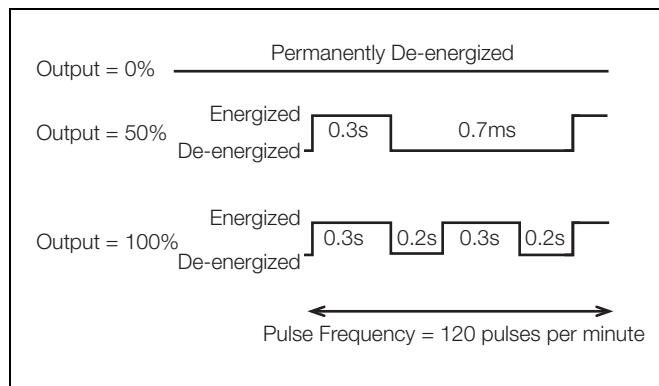 Permanently De-energized
Output = 0%
Energized
Output = 50%
0.3s
0.7ms
De-energized
Energized
Output = 100%
0.3s
0.2s
0.3s
0.2s
De-energized
Pulse Frequency = 120 pulses per minute